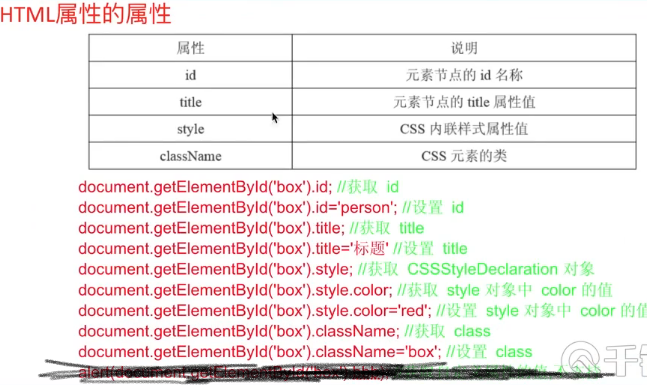 HTML属性的属性
属性 说明
id 元素节点的 id 名称
title 元素节点的 title 属性值
style CSS 内联样式属性值
className CSS 元素的类
document.getElementById('box').id; //获取 id
document.getElementById('box').id='person'; //设置 id
document.getElementById('box').title; //获取 title
document.getElementById('box').title='标题' //设置 title
document.getElementById('box').style; //获取 CSSStyleDeclaration 对象
document.getElementById('box').style.color; //获取 style 对象中 color 的值
document.getElementById('box').style.color='red'; //设置 style 对象中 color 的值
document.getElementById('box').className; //获取 class
document.getElementById('box').className='box'; //设置 class
alert(document.getElementById('box')
千